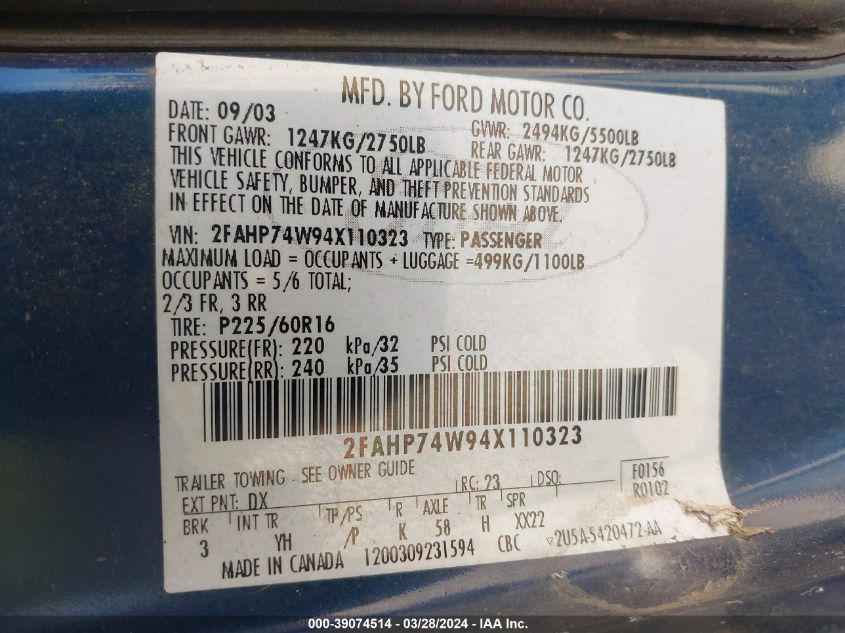 MFD. BY FORD MOTOR CO.
DATE: 09/03 GVWR: 2494KG/5500LB
FRONT GAWR: 1247KG/2750LB REAR GAWR: 1247KG/2750LB
THIS VEHICLE CONFORMS TO ALL APPLICABLE FEDERAL MOTOR
VEHICLE SAFETY, BUMPER, AND THEFT PREVENTION STANDARDS
IN EFFECT ON THE DATE OF MANUFACTURE SHOWN ABOVE.
VIN: 2FAHP74W94X110323 TYPE: PASSENGER
MAXIMUM LOAD = OCCUPANTS + LUGGAGE =499KG/1100LB
OCCUPANTS = 5/6 TOTAL;
2/3 FR, 3 RR
TIRE: P225/60R16
PRESSURE(FR): 220 kPa/32 PSI COLD
PRESSURE(RR): 240 kPa/35 PSI COLD
2FAHP74W94X110323
TRAILER TOWING - SEE OWNER GUIDE
EXT PNT: DX RC: 23 DSO: F0156
R0102
BRK INT TR TP/PS R AXLE TR SPR
3 YH /P K 58 H XX22
MADE IN CANADA 1200309231594 CBC 2U5A-5420472-AA
000-39074514 - 03/28/2024 - IAA Inc.